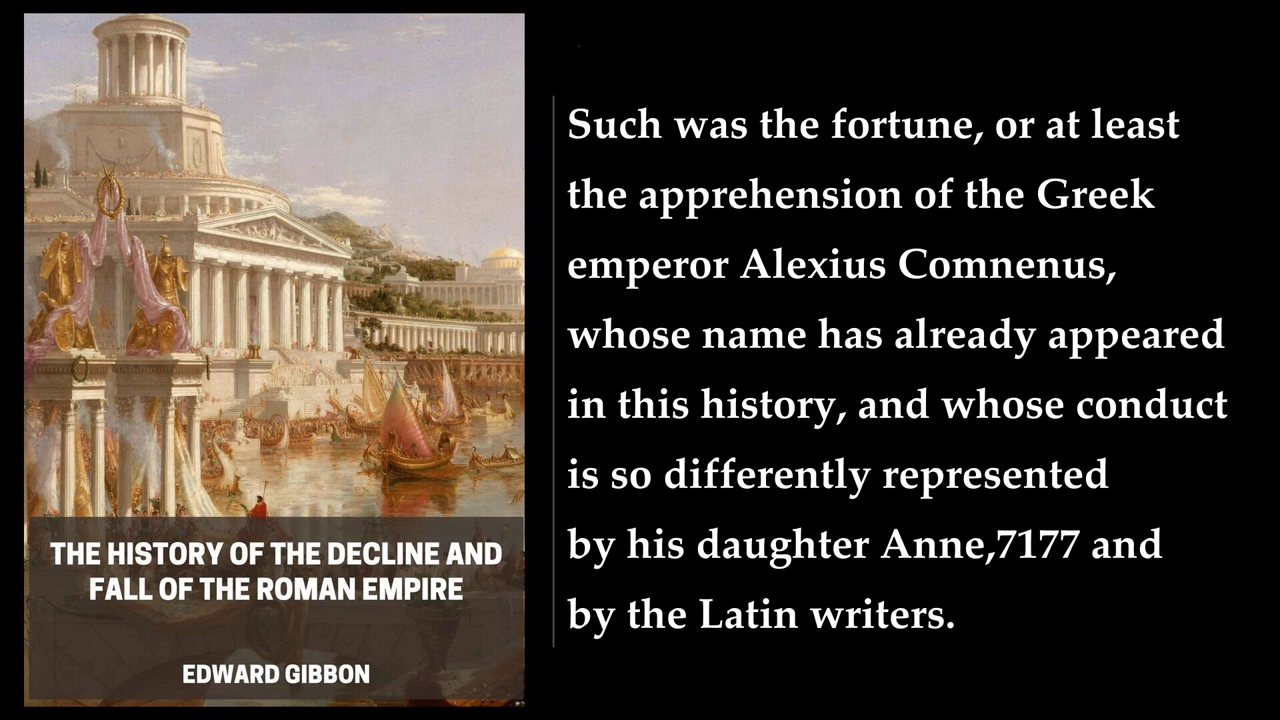 THE HISTORY OF THE DECLINE AND
FALL OF THE ROMAN EMPIRE
EDWARD GIBBON
Such was the fortune, or at least
the apprehension of the Greek
emperor Alexius Comnenus,
whose name has already appeared
in this history, and whose conduct
is so differently represented
by his daughter Anne,7177 and
by the Latin writers.